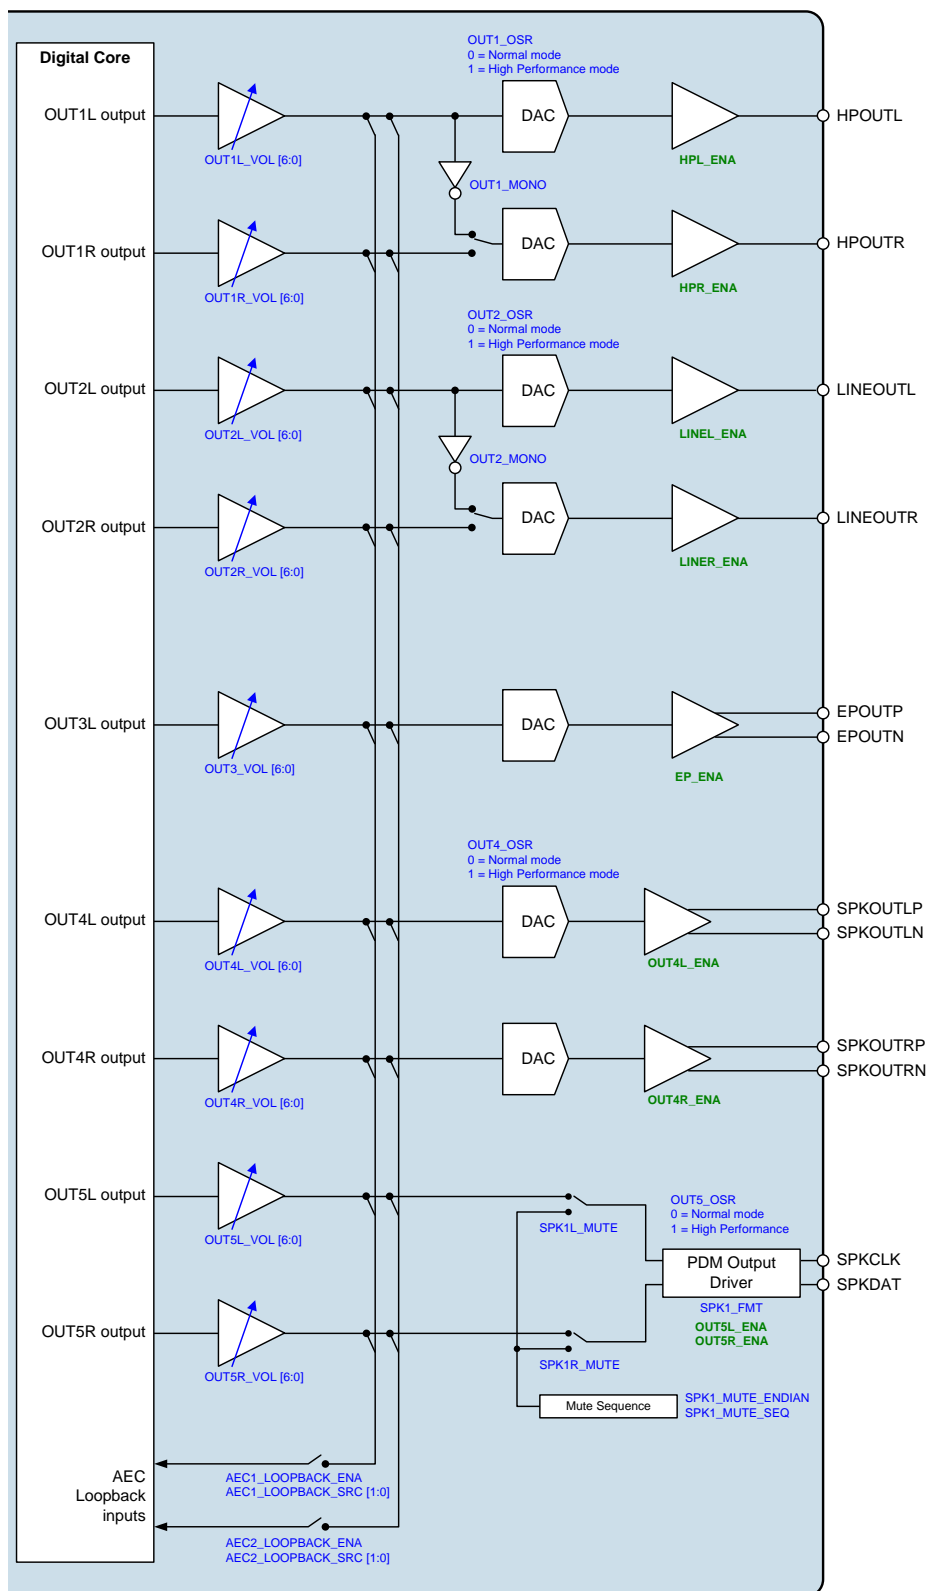 Digital Core
OUT1_OSR
0 = Normal mode
1 = High Performance mode
OUT1L output
DAC
HPOUTL
OUT1L_VOL [6:0]
HPL_ENA
OUT1_MONO
OUT1R output
DAC
HPOUTR
OUT1R_VOL [6:0]
HPR_ENA
OUT2_OSR
0 = Normal mode
1 = High Performance mode
OUT2L output
DAC
LINEOUTL
OUT2L_VOL [6:0]
LINEL_ENA
OUT2_MONO
OUT2R output
DAC
LINEOUTR
OUT2R_VOL [6:0]
LINER_ENA
OUT3L output
DAC
EPOUTP
EPOUTN
OUT3_VOL [6:0]
EP_ENA
OUT4_OSR
0 = Normal mode
1 = High Performance mode
OUT4L output
DAC
SPKOUTLP
SPKOUTLN
OUT4L_VOL [6:0]
OUT4L_ENA
OUT4R output
DAC
SPKOUTRP
SPKOUTRN
OUT4R_VOL [6:0]
OUT4R_ENA
OUT5L output
OUT5_OSR
0 = Normal mode
1 = High Performance
OUT5L_VOL [6:0]
SPK1L_MUTE
PDM Output
Driver
SPKCLK
SPKDAT
SPK1_FMT
OUT5L_ENA
OUT5R_ENA
OUT5R output
OUT5R_VOL [6:0]
SPK1R_MUTE
Mute Sequence
SPK1_MUTE_ENDIAN
SPK1_MUTE_SEQ
AEC
Loopback
inputs
AEC1_LOOPBACK_ENA
AEC1_LOOPBACK_SRC [1:0]
AEC2_LOOPBACK_ENA
AEC2_LOOPBACK_SRC [1:0]